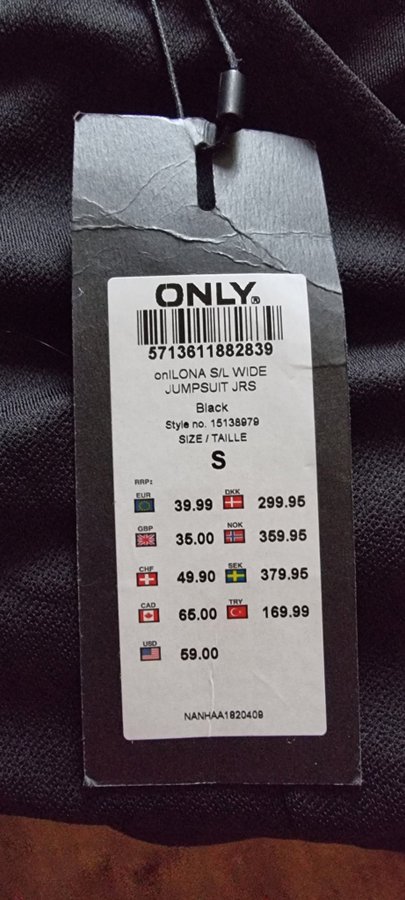 ONLY®
5713611882839
onlLONA S/L WIDE
JUMPSUIT JRS
Black
Style no. 15138979
SIZE / TAILLE
S
RRP:
EUR 39.99 DKK 299.95
GBP 35.00 NOK 359.95
CHF 49.90 SEK 379.95
CAD 65.00 TRY 169.99
USD 59.00
NANHAA1820409